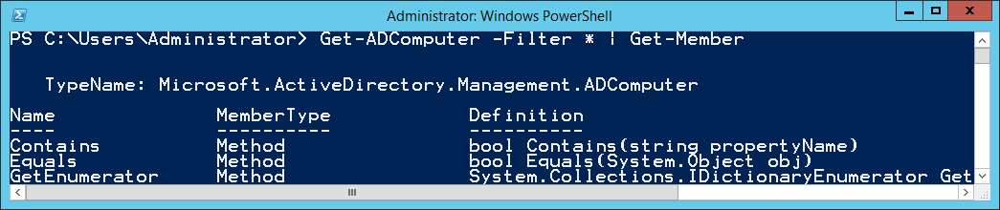 Administrator: Windows PowerShell
PS C:\Users\Administrator> Get-ADComputer -Filter * | Get-Member
TypeName: Microsoft.ActiveDirectory.Management.ADComputer
Name MemberType Definition
---- ---------- ----------
Contains Method bool Contains(string propertyName)
Equals Method bool Equals(System.Object obj)
GetEnumerator Method System.Collections.IDictionaryEnumerator Get